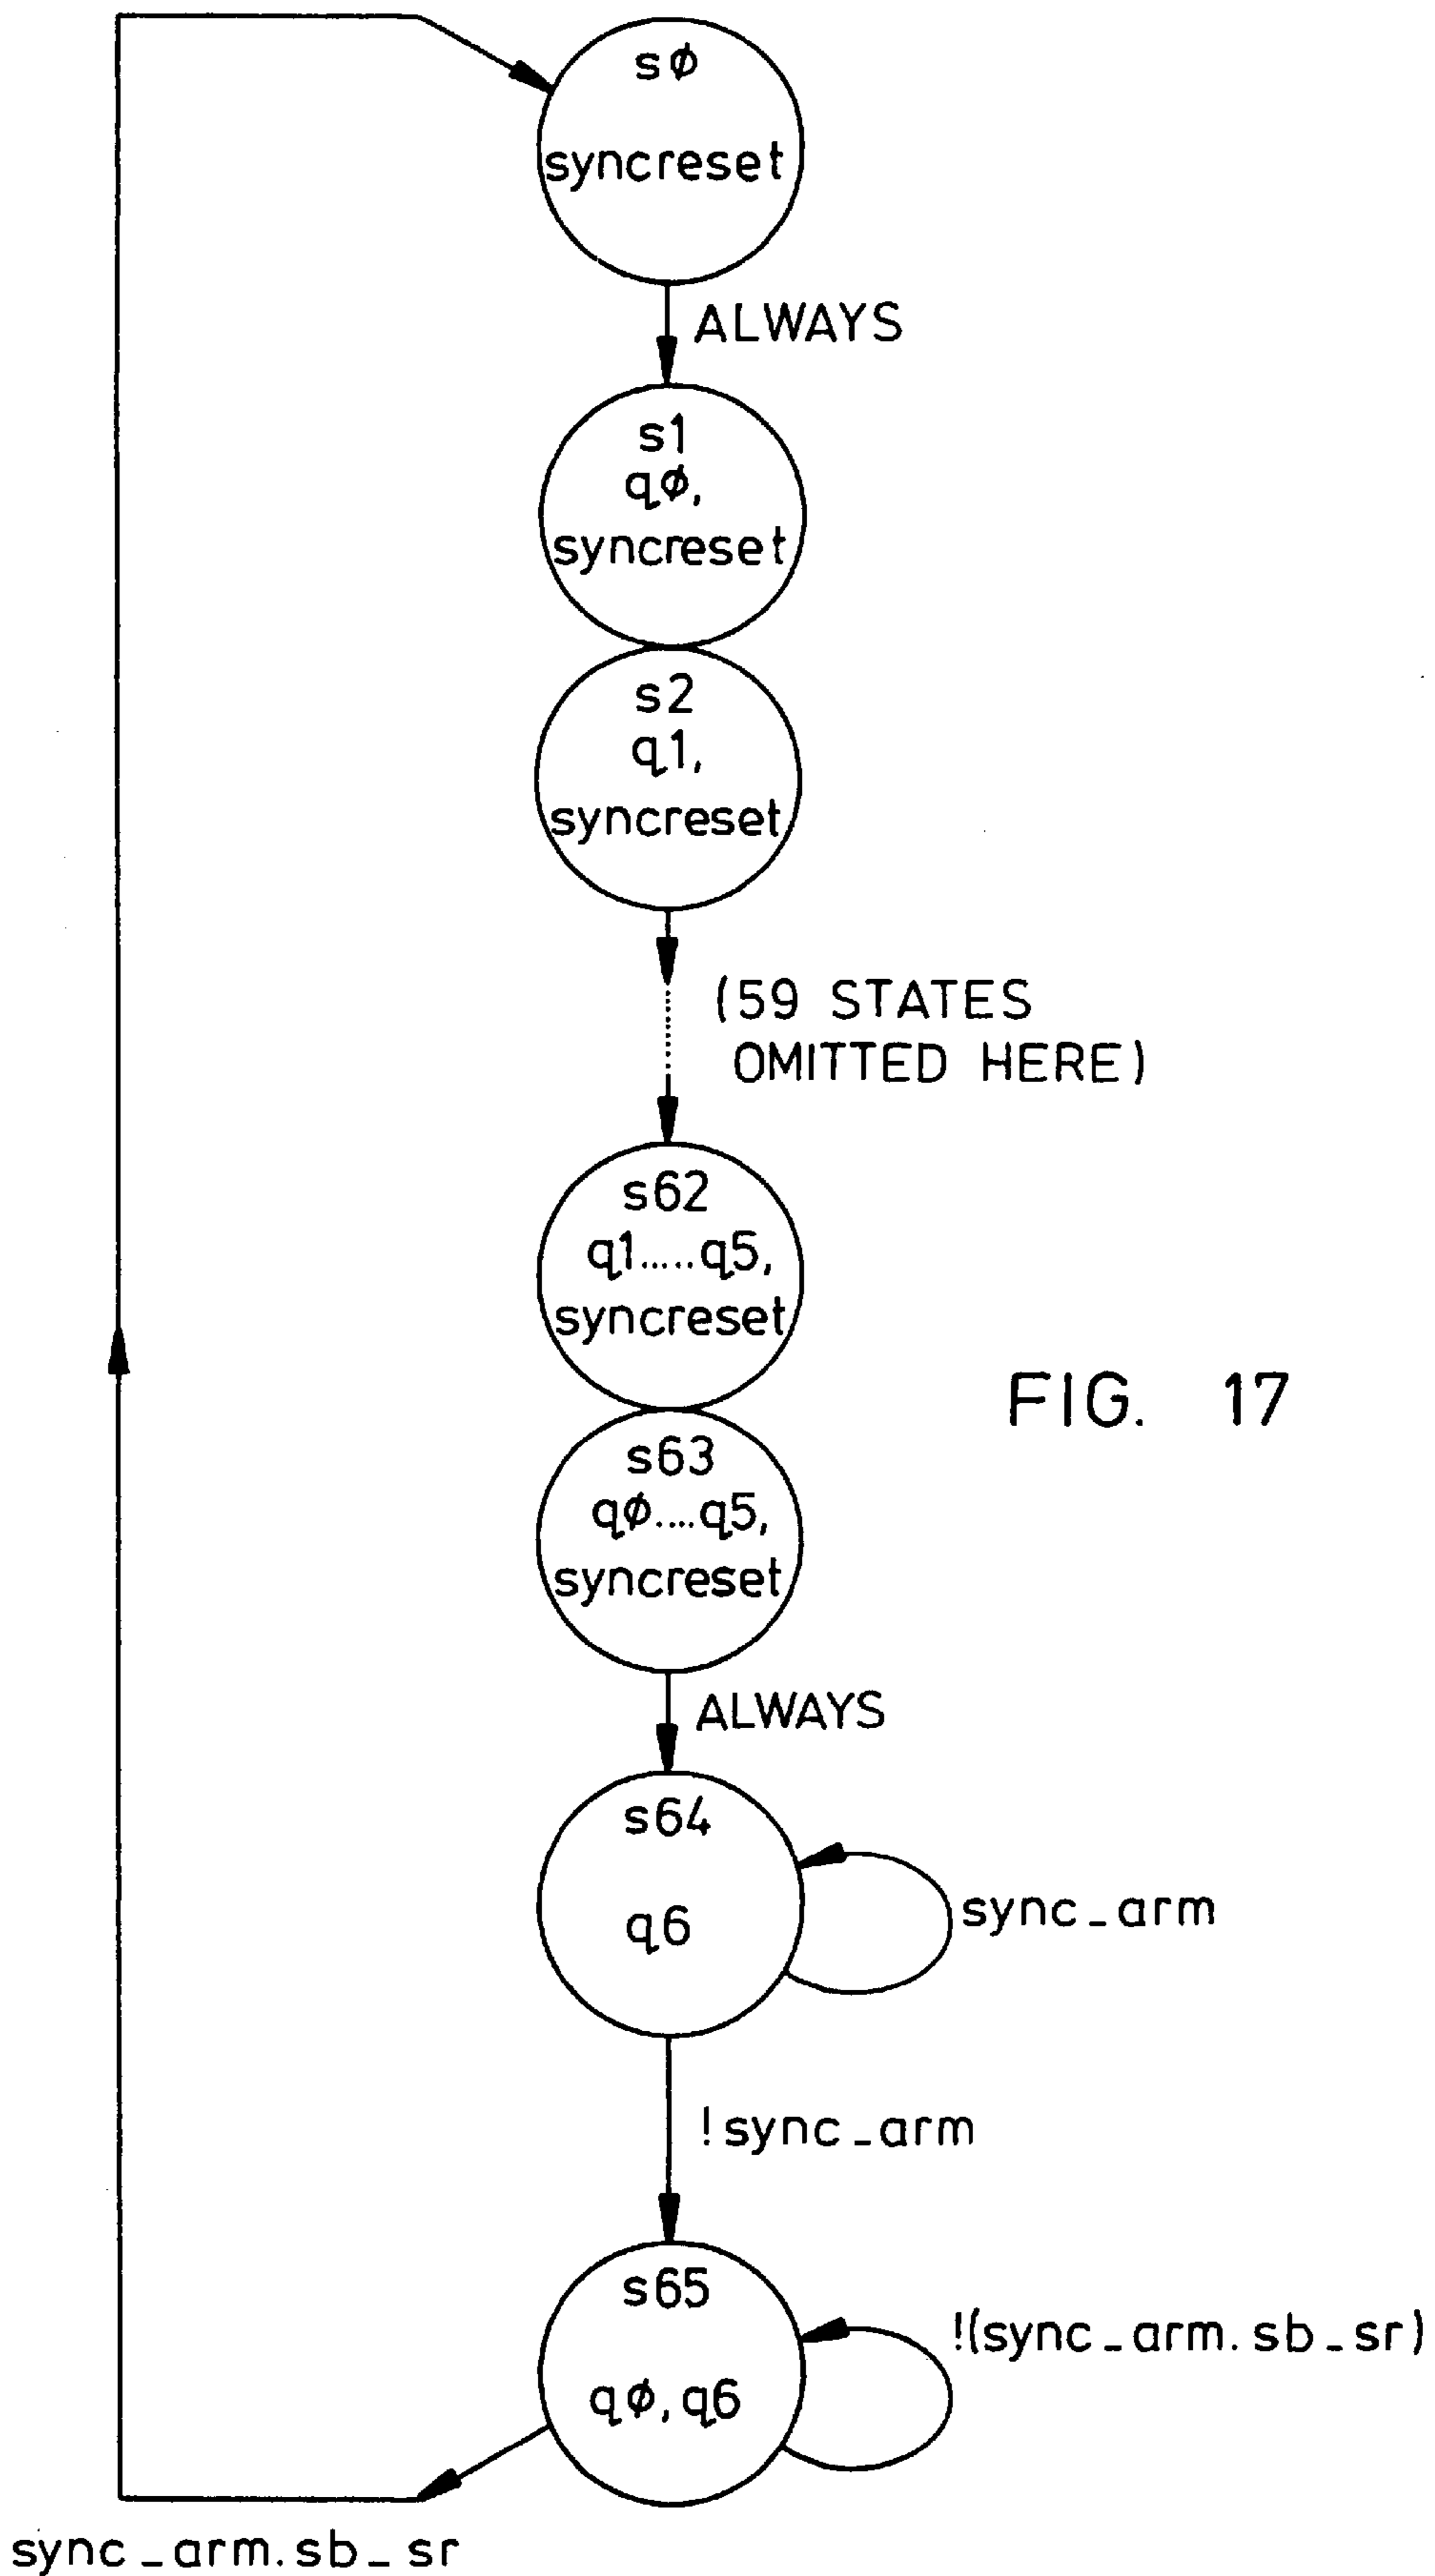 sφ
syncreset
ALWAYS
s1
qφ,
syncreset
s2
q1,
syncreset
(59 STATES
OMITTED HERE)
s62
q1.....q5,
syncreset
FIG. 17
s63
qφ....q5,
syncreset
ALWAYS
s64
q6
sync_arm
!sync_arm
s65
qφ,q6
!(sync_arm.sb_sr)
sync_arm.sb_sr